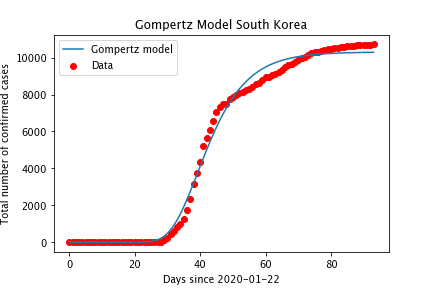 Gompertz Model South Korea
Gompertz model
Data
Total number of confirmed cases
10000
8000
6000
4000
2000
0
0
20
40
60
80
Days since 2020-01-22